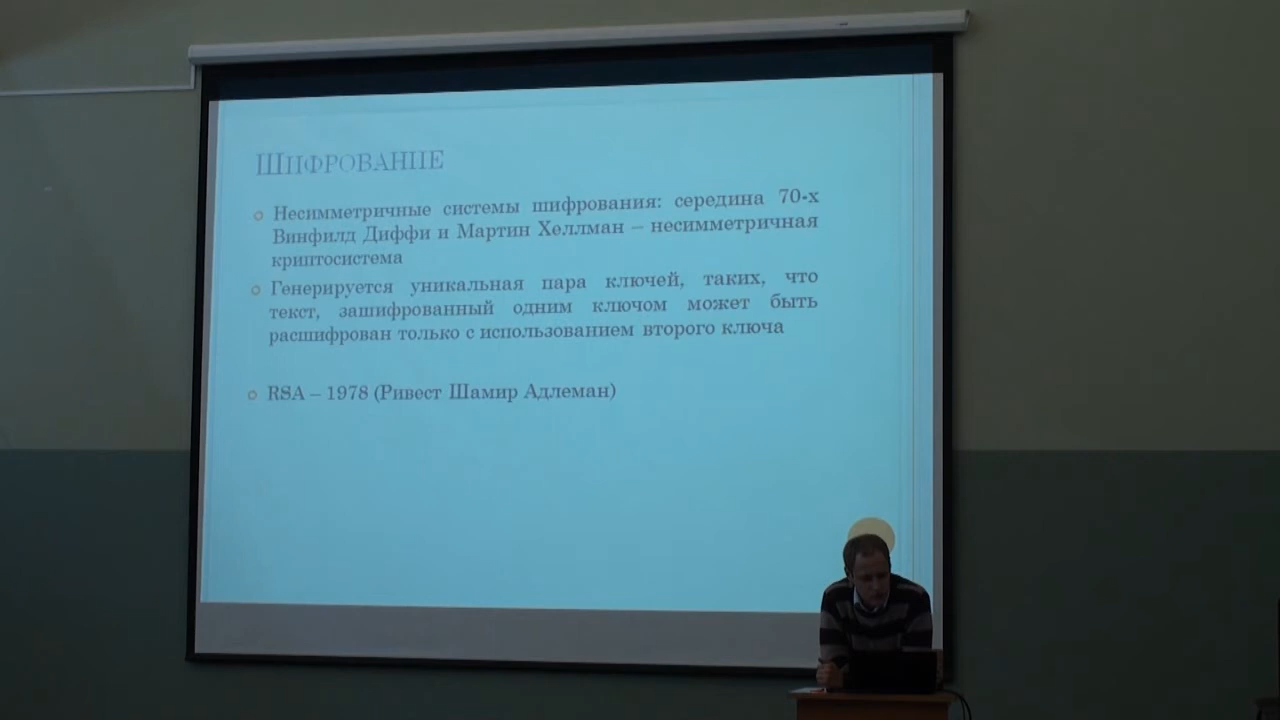 ШИФРОВАНИЕ
Несимметричные системы шифрования: середина 70-х
Винфилд Диффи и Мартин Хеллман – несимметричная
криптосистема
Генерируется уникальная пара ключей, таких, что
текст, зашифрованный одним ключом может быть
расшифрован только с использованием второго ключа
RSA – 1978 (Ривест Шамир Адлеман)